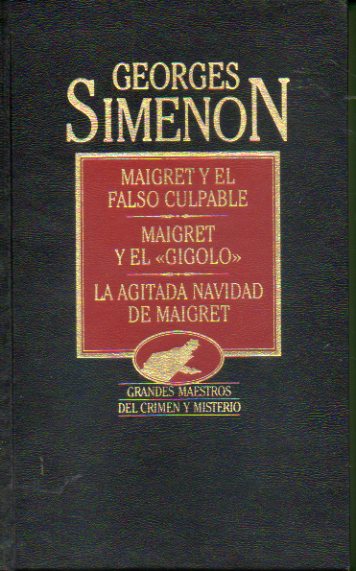 GEORGES
SIMENON
MAIGRET Y EL
FALSO CULPABLE
MAIGRET
Y EL «GIGOLO»
LA AGITADA NAVIDAD
DE MAIGRET
GRANDES MAESTROS
DEL CRIMEN Y MISTERIO